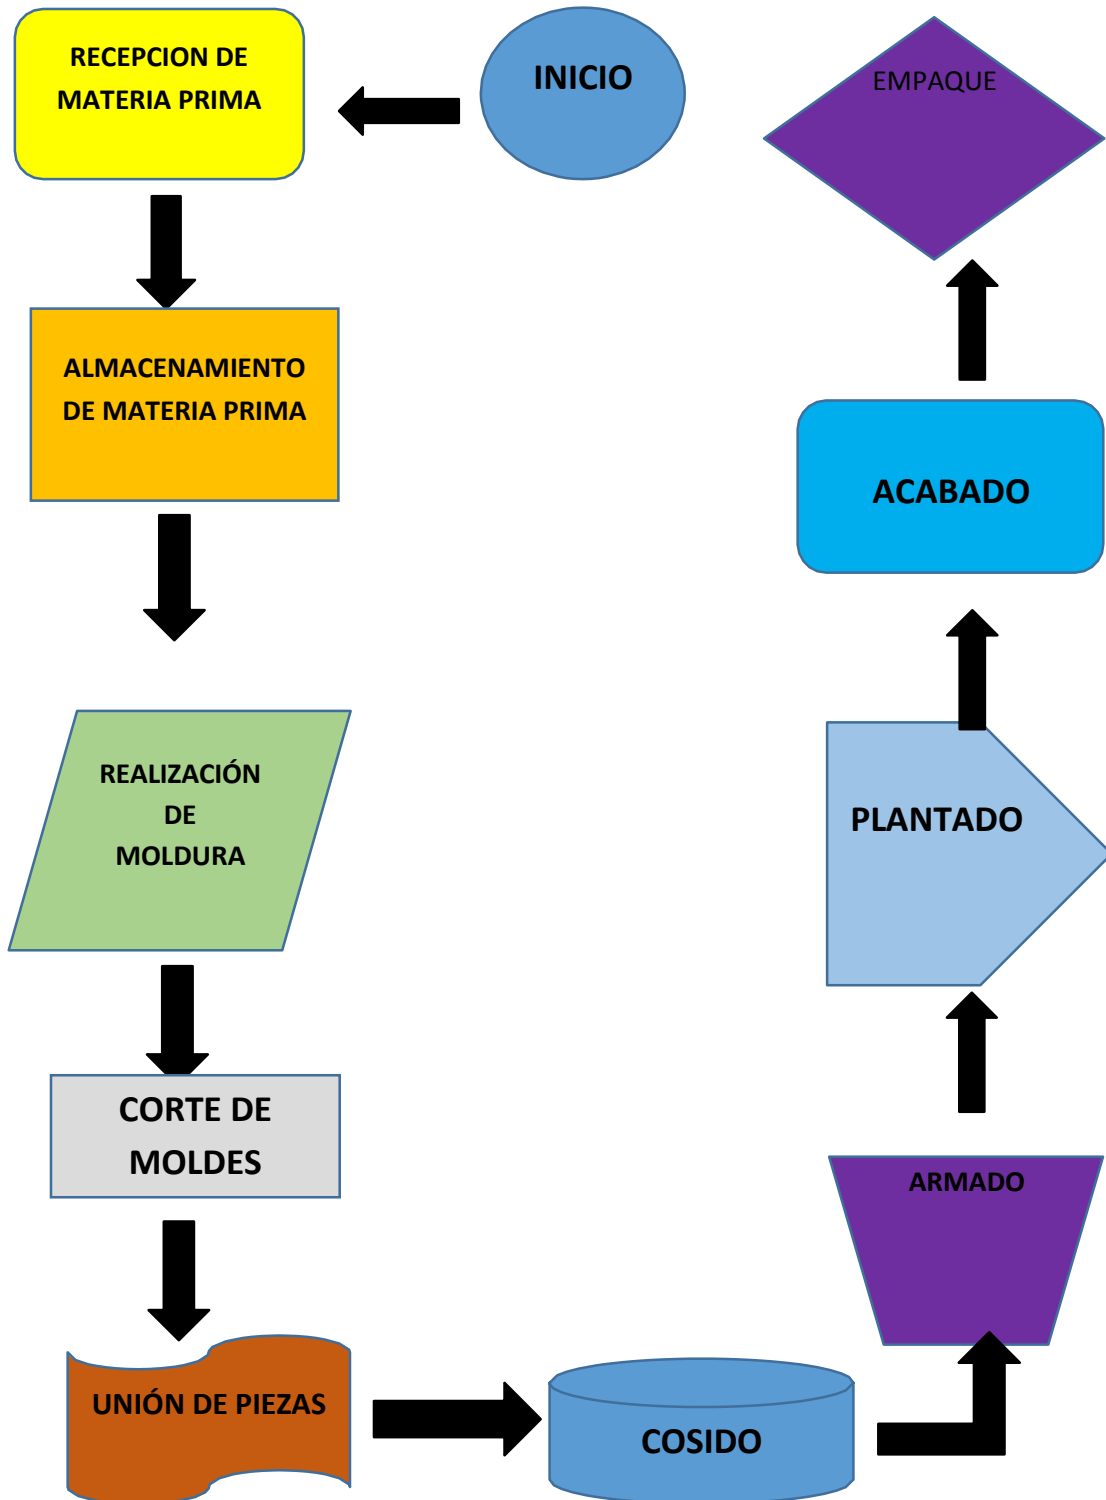 INICIO
RECEPCION DE
MATERIA PRIMA
ALMACENAMIENTO
DE MATERIA PRIMA
REALIZACIÓN
DE
MOLDURA
CORTE DE
MOLDES
UNIÓN DE PIEZAS
COSIDO
ARMADO
PLANTADO
ACABADO
EMPAQUE